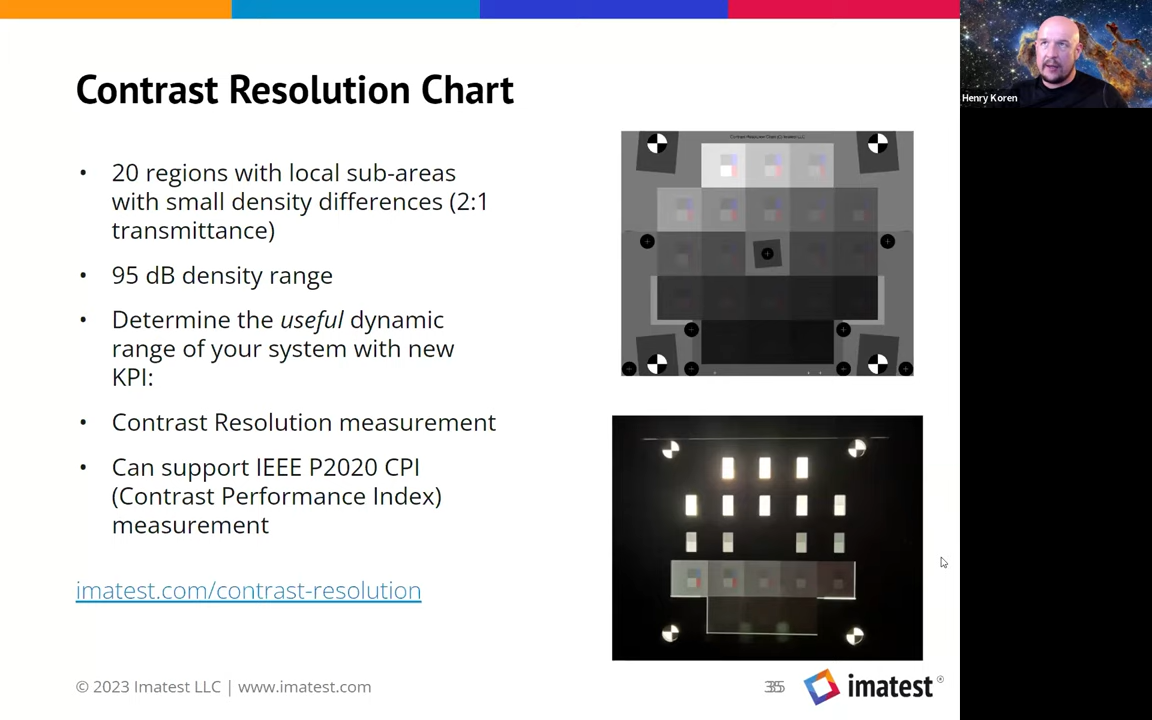 Contrast Resolution Chart
Henry Koren
• 20 regions with local sub-areas
with small density differences (2:1
transmittance)
• 95 dB density range
• Determine the useful dynamic
range of your system with new
KPI:
• Contrast Resolution measurement
• Can support IEEE P2020 CPI
(Contrast Performance Index)
measurement
imatest.com/contrast-resolution
© 2023 Imatest LLC | www.imatest.com
imatest®